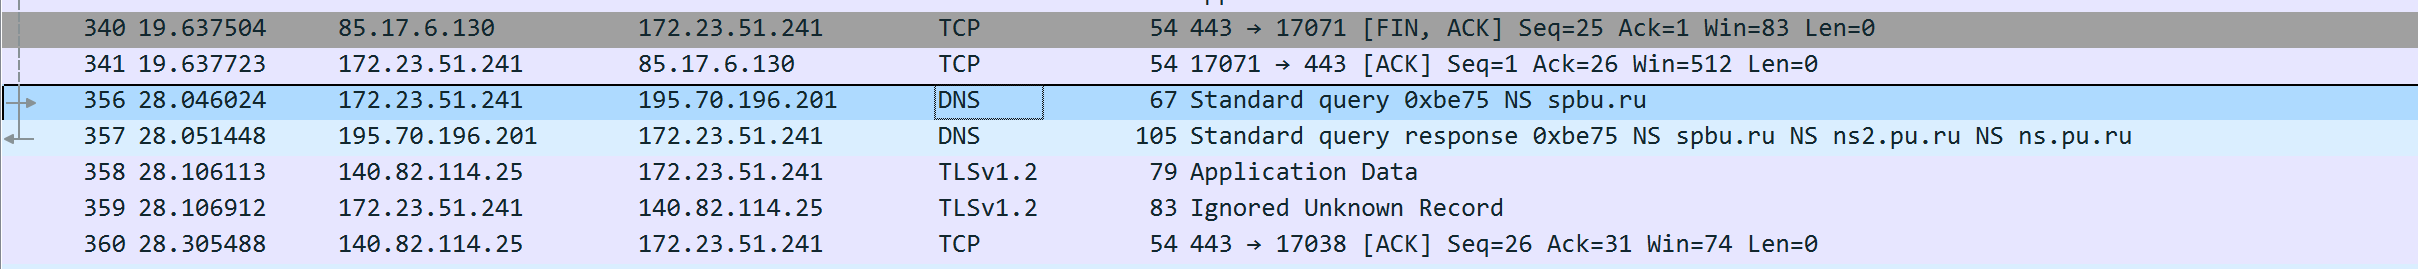 340 19.637504 85.17.6.130 172.23.51.241 TCP 54 443 → 17071 [FIN, ACK] Seq=25 Ack=1 Win=83 Len=0
341 19.637723 172.23.51.241 85.17.6.130 TCP 54 17071 → 443 [ACK] Seq=1 Ack=26 Win=512 Len=0
356 28.046024 172.23.51.241 195.70.196.201 DNS 67 Standard query 0xbe75 NS spbu.ru
357 28.051448 195.70.196.201 172.23.51.241 DNS 105 Standard query response 0xbe75 NS spbu.ru NS ns2.pu.ru NS ns.pu.ru
358 28.106113 140.82.114.25 172.23.51.241 TLSv1.2 79 Application Data
359 28.106912 172.23.51.241 140.82.114.25 TLSv1.2 83 Ignored Unknown Record
360 28.305488 140.82.114.25 172.23.51.241 TCP 54 443 → 17038 [ACK] Seq=26 Ack=31 Win=74 Len=0